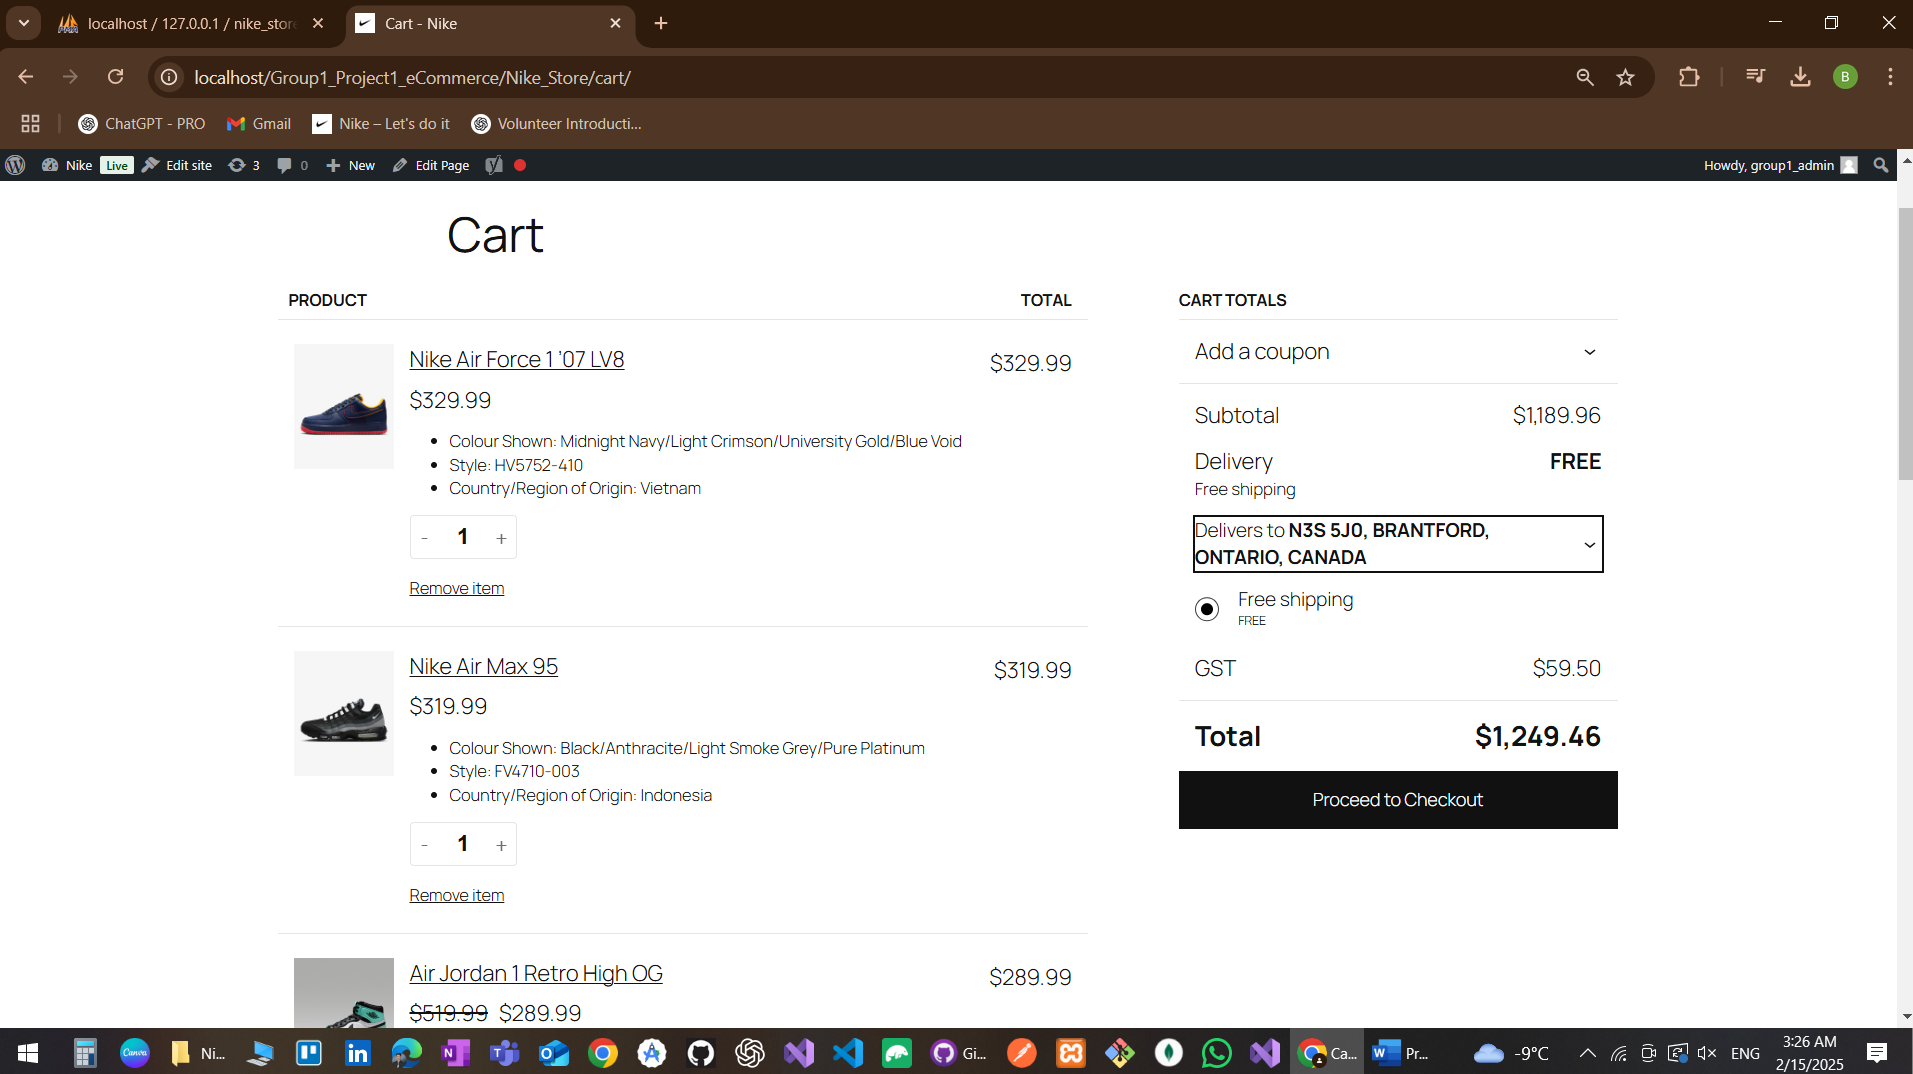 localhost / 127.0.0.1 / nike_stor
Cart - Nike
localhost/Group1_Project1_eCommerce/Nike_Store/cart/
B
ChatGPT - PRO
Gmail
Nike – Let's do it
Volunteer Introducti...
Nike
Live
Edit site
3
0
New
Edit Page
Howdy, group1_admin
Cart
PRODUCT
TOTAL
Nike Air Force 1 '07 LV8
$329.99
$329.99
Colour Shown: Midnight Navy/Light Crimson/University Gold/Blue Void
Style: HV5752-410
Country/Region of Origin: Vietnam
- 1 +
Remove item
Nike Air Max 95
$319.99
$319.99
Colour Shown: Black/Anthracite/Light Smoke Grey/Pure Platinum
Style: FV4710-003
Country/Region of Origin: Indonesia
- 1 +
Remove item
Air Jordan 1 Retro High OG
$289.99
$519.99 $289.99
CART TOTALS
Add a coupon
Subtotal
$1,189.96
Delivery
FREE
Free shipping
Delivers to N3S 5J0, BRANTFORD,
ONTARIO, CANADA
Free shipping
FREE
GST
$59.50
Total
$1,249.46
Proceed to Checkout
Canva
Ni...
Gi...
Ca...
Pr...
-9°C
ENG
3:26 AM
2/15/2025